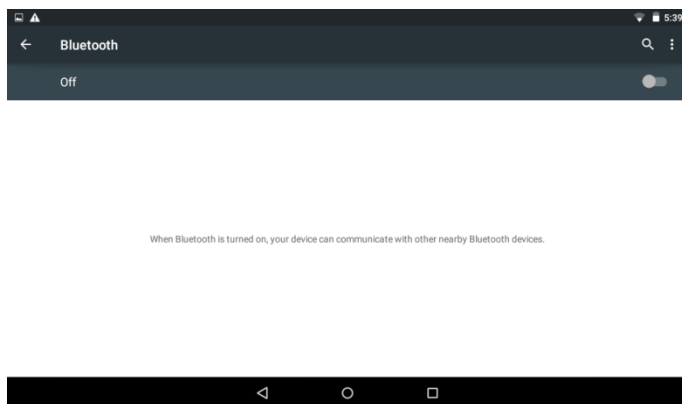 5:39
Bluetooth
Off
When Bluetooth is turned on, your device can communicate with other nearby Bluetooth devices.